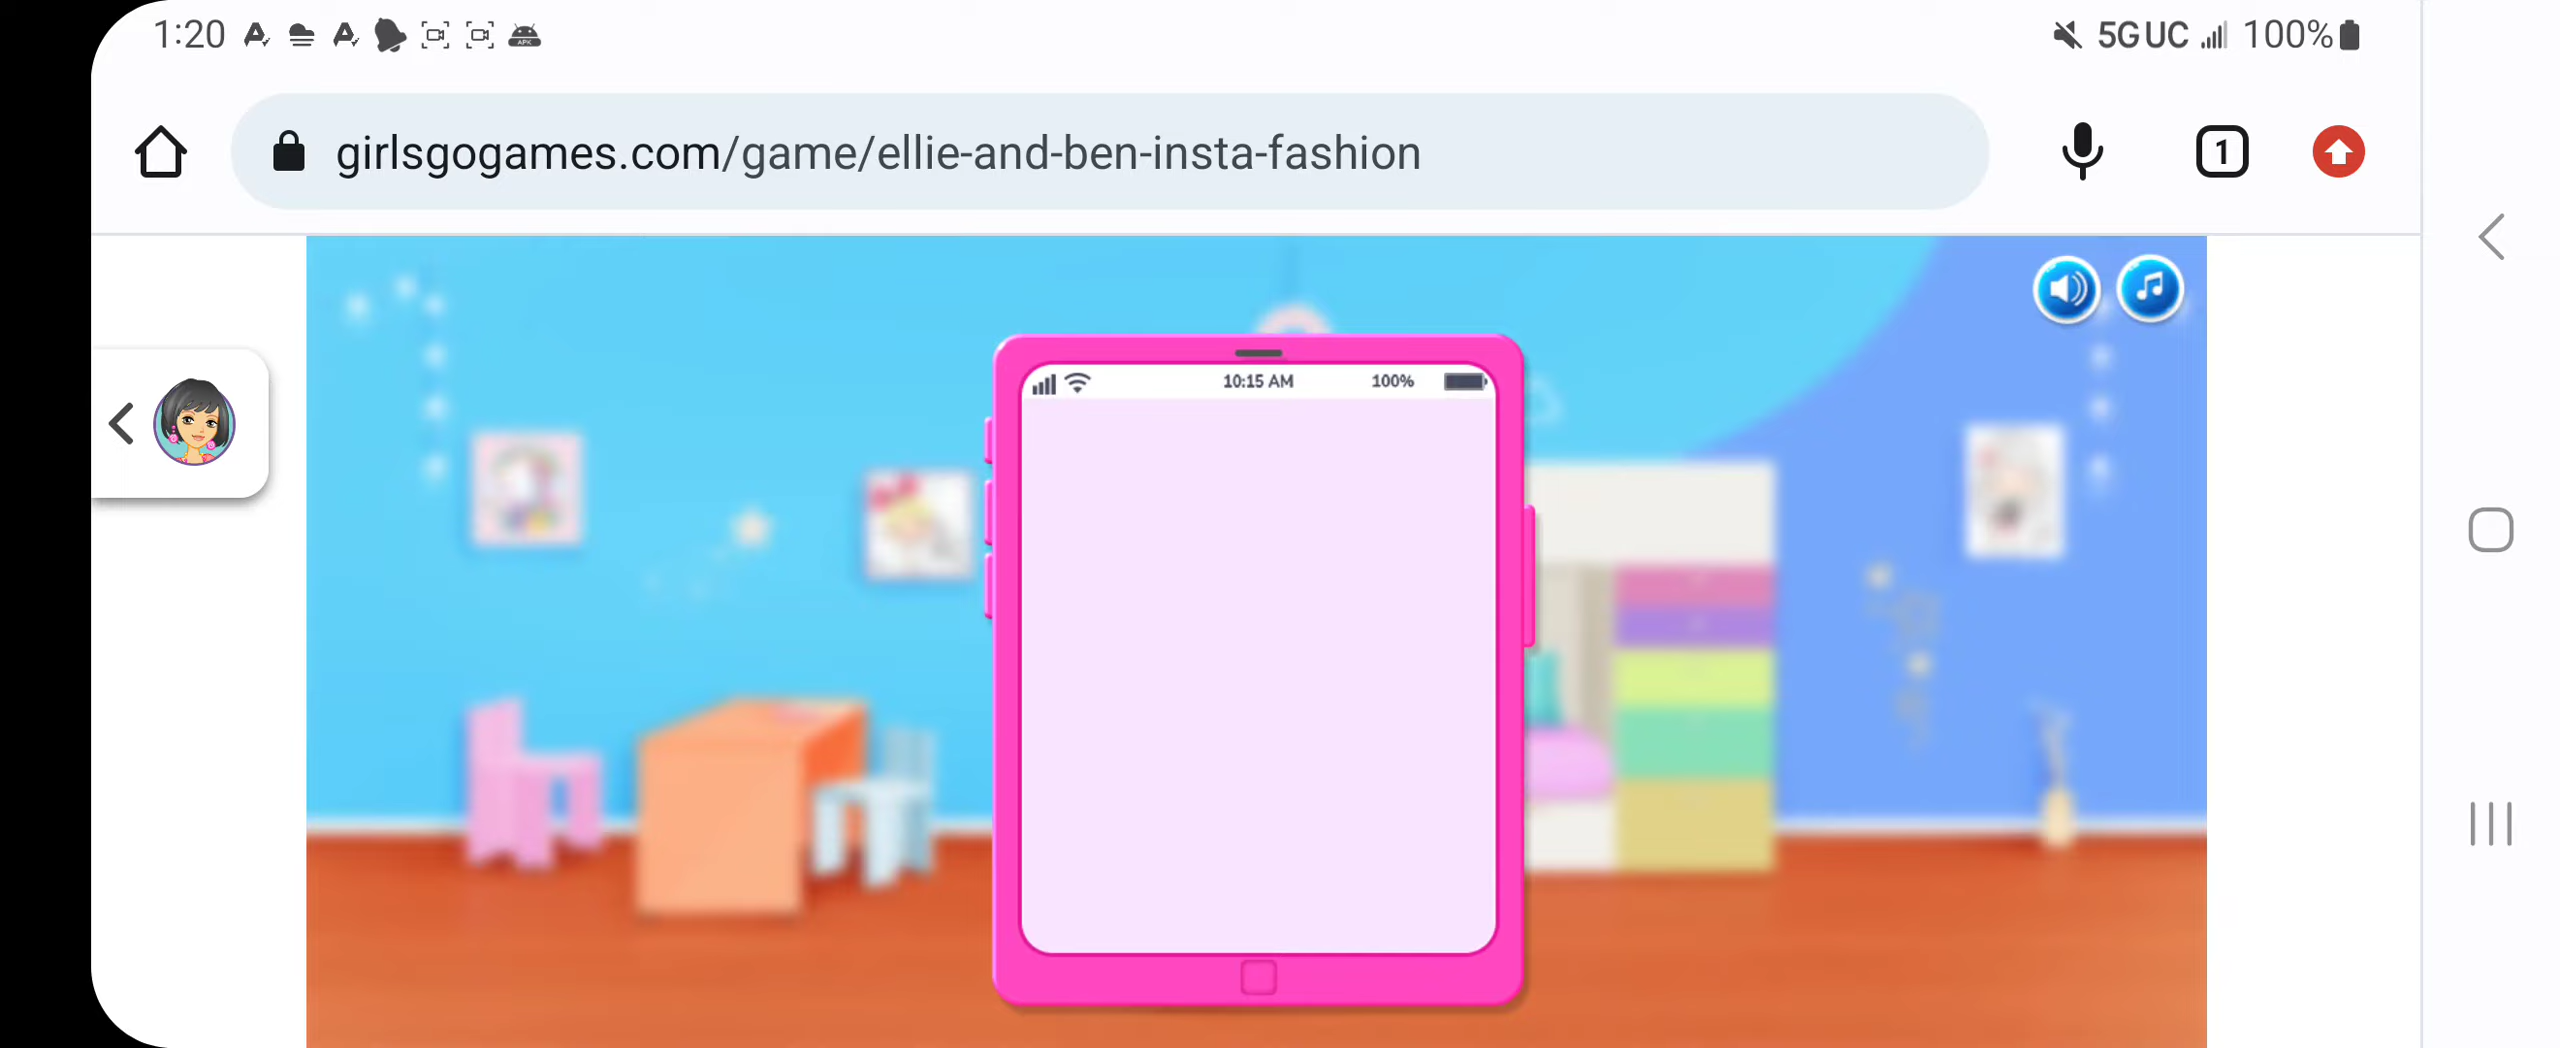 1:20 5G UC 100%
girlsgogames.com/game/ellie-and-ben-insta-fashion 1
10:15 AM 100%